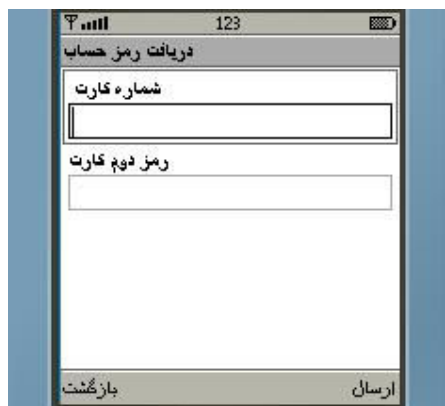 123
دریافت رمز حساب
شماره کارت
رمز دوم کارت
ارسال بازگشت